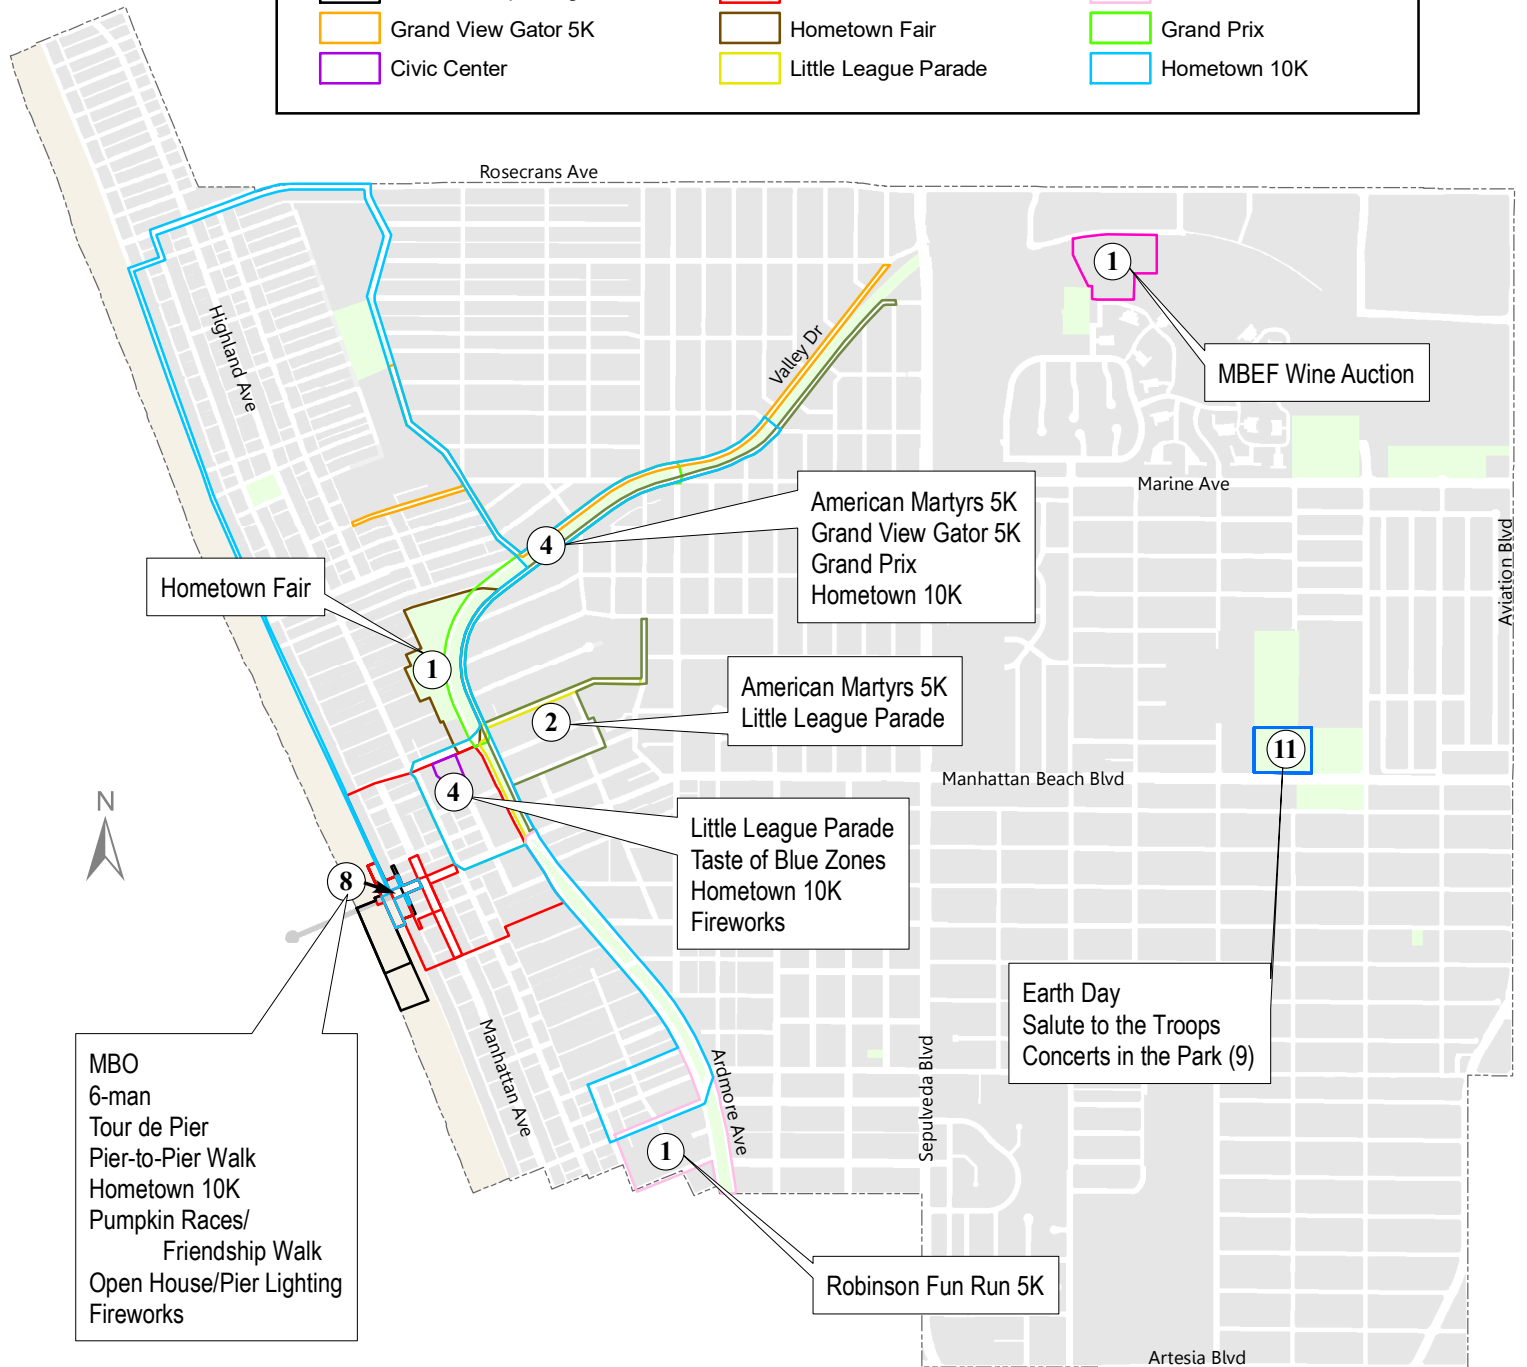 Grand View Gator 5K
Hometown Fair
Grand Prix
Civic Center
Little League Parade
Hometown 10K
Rosecrans Ave
1
Highland Ave
Valley Dr
MBEF Wine Auction
Marine Ave
American Martyrs 5K
Grand View Gator 5K
Grand Prix
Hometown 10K
4
Aviation Blvd
Hometown Fair
1
American Martyrs 5K
Little League Parade
2
11
Manhattan Beach Blvd
4
N
Little League Parade
Taste of Blue Zones
Hometown 10K
Fireworks
8
Earth Day
Salute to the Troops
Concerts in the Park (9)
Manhattan Ave
Ardmore Ave
Sepulveda Blvd
MBO
6-man
Tour de Pier
Pier-to-Pier Walk
Hometown 10K
Pumpkin Races/
Friendship Walk
Open House/Pier Lighting
Fireworks
1
Robinson Fun Run 5K
Artesia Blvd